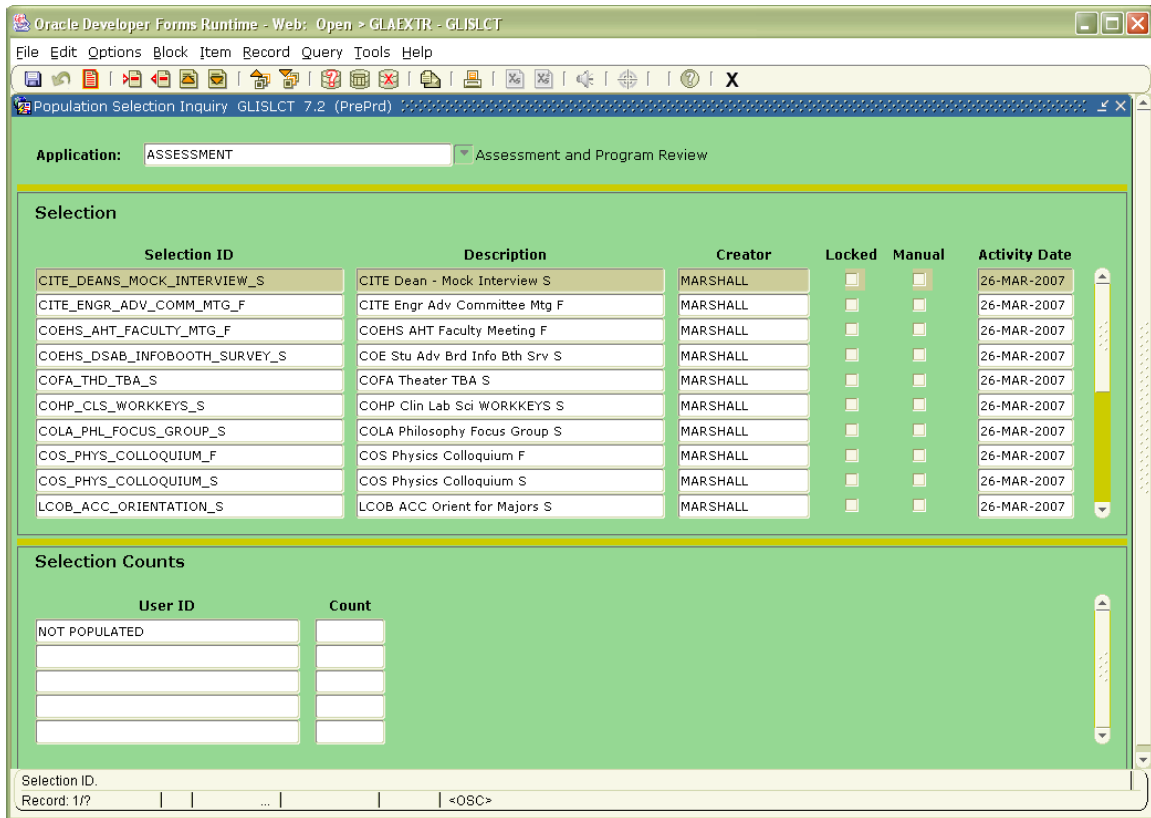 Oracle Developer Forms Runtime - Web: Open > GLAEXTR - GLISLCT
File Edit Options Block Item Record Query Tools Help
Population Selection Inquiry GLISLCT 7.2 (PrePrd)
Application: ASSESSMENT Assessment and Program Review
Selection
Selection ID Description Creator Locked Manual Activity Date
CITE_DEANS_MOCK_INTERVIEW_S CITE Dean - Mock Interview S MARSHALL 26-MAR-2007
CITE_ENGR_ADV_COMM_MTG_F CITE Engr Adv Committee Mtg F MARSHALL 26-MAR-2007
COEHS_AHT_FACULTY_MTG_F COEHS AHT Faculty Meeting F MARSHALL 26-MAR-2007
COEHS_DSAB_INFOBOOTH_SURVEY_S COE Stu Adv Brd Info Bth Srv S MARSHALL 26-MAR-2007
COFA_THD_TBA_S COFA Theater TBA S MARSHALL 26-MAR-2007
COHP_CLS_WORKKEYS_S COHP Clin Lab Sci WORKKEYS S MARSHALL 26-MAR-2007
COLA_PHL_FOCUS_GROUP_S COLA Philosophy Focus Group S MARSHALL 26-MAR-2007
COS_PHYS_COLLOQUIUM_F COS Physics Colloquium F MARSHALL 26-MAR-2007
COS_PHYS_COLLOQUIUM_S COS Physics Colloquium S MARSHALL 26-MAR-2007
LCOB_ACC_ORIENTATION_S LCOB ACC Orient for Majors S MARSHALL 26-MAR-2007
Selection Counts
User ID Count
NOT POPULATED
Selection ID.
Record: 1/? ... <OSC>